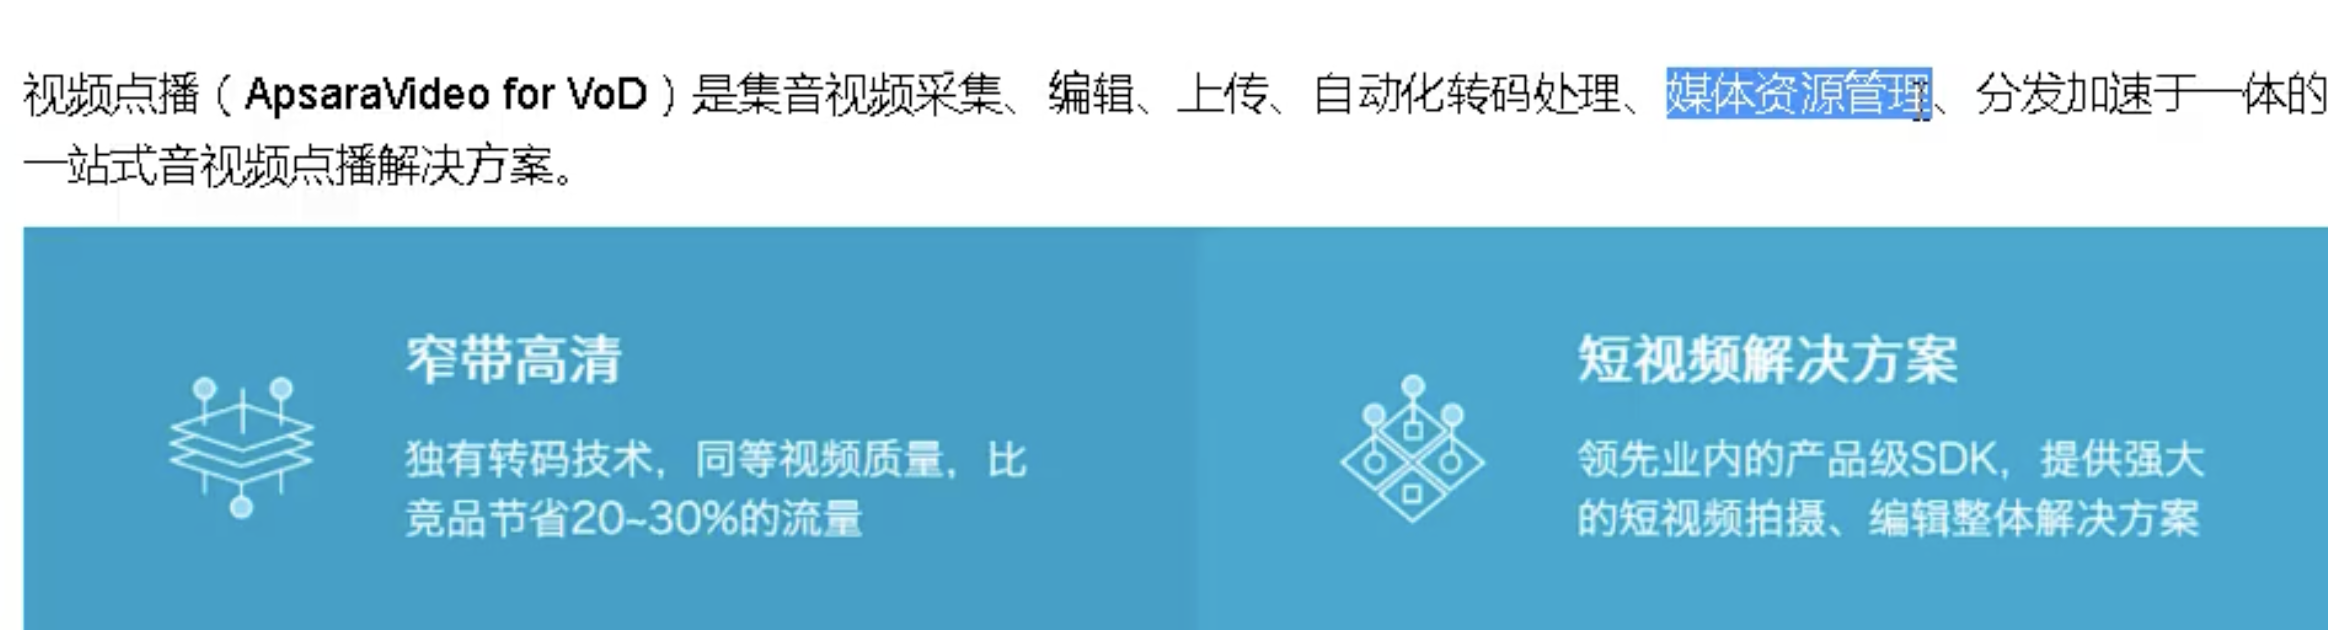 视频点播（ApsaraVideo for VoD）是集音视频采集、编辑、上传、自动化转码处理、媒体资源管理、分发加速于一体的
一站式音视频点播解决方案。
窄带高清
独有转码技术，同等视频质量，比
竞品节省20~30%的流量
短视频解决方案
领先业内的产品级SDK，提供强大
的短视频拍摄、编辑整体解决方案